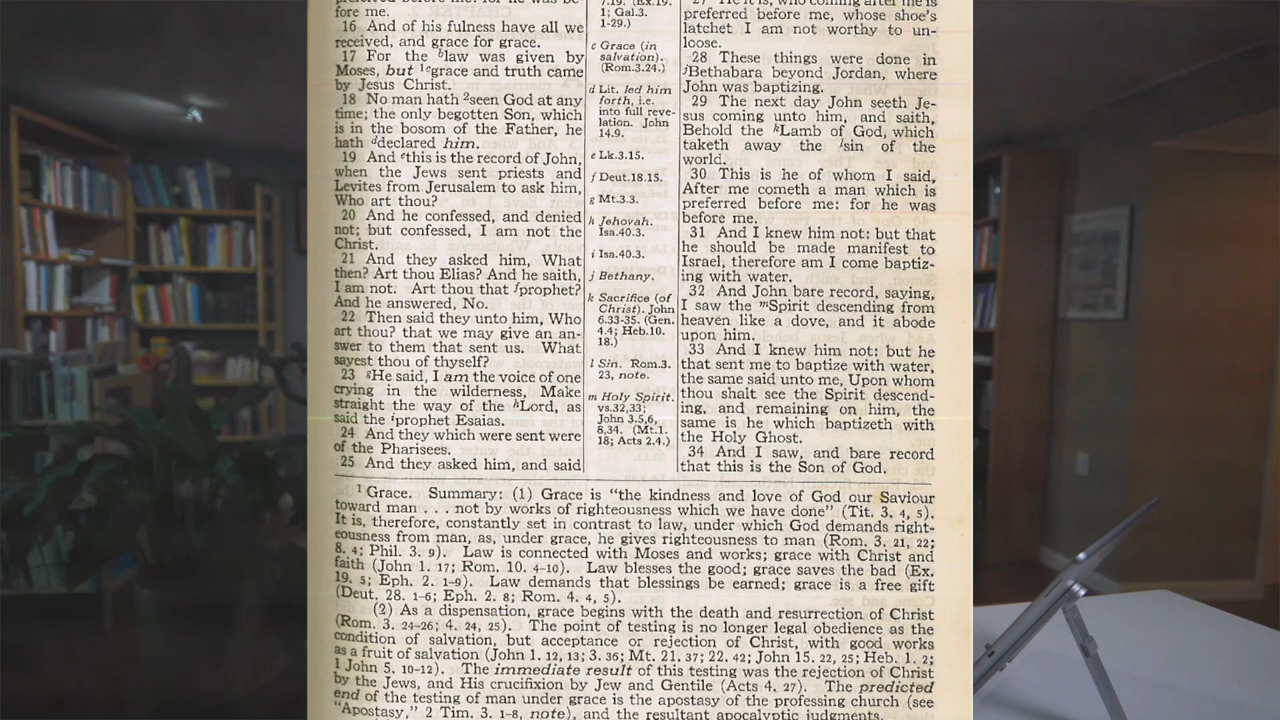 fore me.
16 And of his fulness have all we
received, and grace for grace.
17 For the blaw was given by
Moses, but 1cgrace and truth came
by Jesus Christ.
18 No man hath 2seen God at any
time; the only begotten Son, which
is in the bosom of the Father, he
hath ddeclared him.
19 And ethis is the record of John,
when the Jews sent priests and
Levites from Jerusalem to ask him,
Who art thou?
20 And he confessed, and denied
not; but confessed, I am not the
Christ.
21 And they asked him, What
then? Art thou Elias? And he saith,
I am not. Art thou that fprophet?
And he answered, No.
22 Then said they unto him, Who
art thou? that we may give an an-
swer to them that sent us. What
sayest thou of thyself?
23 gHe said, I am the voice of one
crying in the wilderness, Make
straight the way of the hLord, as
said the iprophet Esaias.
24 And they which were sent were
of the Pharisees.
25 And they asked him, and said
7.19. (Ex.19.
1; Gal.3.
1-29.)
c Grace (in
salvation).
(Rom.3.24.)
d Lit. led him
forth, i.e.
into full reve-
lation. John
14.9.
e Lk.3.15.
f Deut.18.15.
g Mt.3.3.
h Jehovah.
Isa.40.3.
i Isa.40.3.
j Bethany.
k Sacrifice (of
Christ). John
6.33-35. (Gen.
4.4; Heb.10.
18.)
l Sin. Rom.3.
23, note.
m Holy Spirit.
vs.32,33;
John 3.5,6,
8,34. (Mt.1.
18; Acts 2.4.)
27 He it is, who coming after me is
preferred before me, whose shoe's
latchet I am not worthy to un-
loose.
28 These things were done in
jBethabara beyond Jordan, where
John was baptizing.
29 The next day John seeth Je-
sus coming unto him, and saith,
Behold the kLamb of God, which
taketh away the lsin of the
world.
30 This is he of whom I said,
After me cometh a man which is
preferred before me: for he was
before me.
31 And I knew him not: but that
he should be made manifest to
Israel, therefore am I come baptiz-
ing with water.
32 And John bare record, saying,
I saw the mSpirit descending from
heaven like a dove, and it abode
upon him.
33 And I knew him not: but he
that sent me to baptize with water,
the same said unto me, Upon whom
thou shalt see the Spirit descend-
ing, and remaining on him, the
same is he which baptizeth with
the Holy Ghost.
34 And I saw, and bare record
that this is the Son of God.
1 Grace. Summary: (1) Grace is "the kindness and love of God our Saviour
toward man . . . not by works of righteousness which we have done" (Tit. 3. 4, 5).
It is, therefore, constantly set in contrast to law, under which God demands right-
eousness from man, as, under grace, he gives righteousness to man (Rom. 3. 21, 22;
8. 4; Phil. 3. 9). Law is connected with Moses and works; grace with Christ and
faith (John 1. 17; Rom. 10. 4-10). Law blesses the good; grace saves the bad (Ex.
19. 5; Eph. 2. 1-9). Law demands that blessings be earned; grace is a free gift
(Deut. 28. 1-6; Eph. 2. 8; Rom. 4. 4, 5).
(2) As a dispensation, grace begins with the death and resurrection of Christ
(Rom. 3. 24-26; 4. 24, 25). The point of testing is no longer legal obedience as the
condition of salvation, but acceptance or rejection of Christ, with good works
as a fruit of salvation (John 1. 12, 13; 3. 36; Mt. 21. 37; 22. 42; John 15. 22, 25; Heb. 1. 2;
1 John 5. 10-12). The immediate result of this testing was the rejection of Christ
by the Jews, and His crucifixion by Jew and Gentile (Acts 4. 27). The predicted
end of the testing of man under grace is the apostasy of the professing church (see
"Apostasy," 2 Tim. 3. 1-8, note), and the resultant apocalyptic judgments.